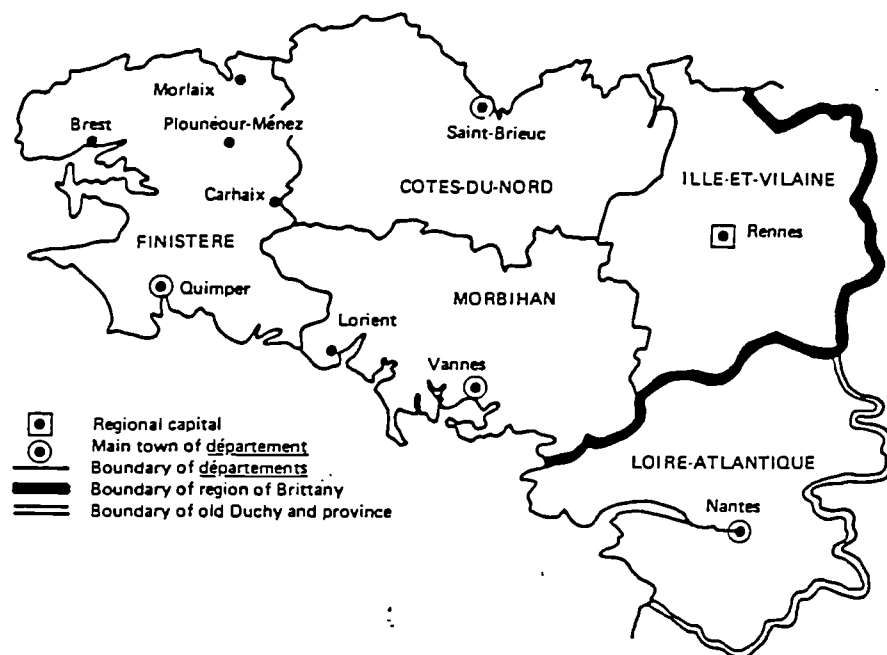 Morlaix
Brest
Plounéour-Ménez
Saint-Brieuc
Carhaix
COTES-DU-NORD
ILLE-ET-VILAINE
FINISTERE
Rennes
Quimper
MORBIHAN
Lorient
Vannes
Regional capital
Main town of département
Boundary of départements
Boundary of region of Brittany
Boundary of old Duchy and province
LOIRE-ATLANTIQUE
Nantes